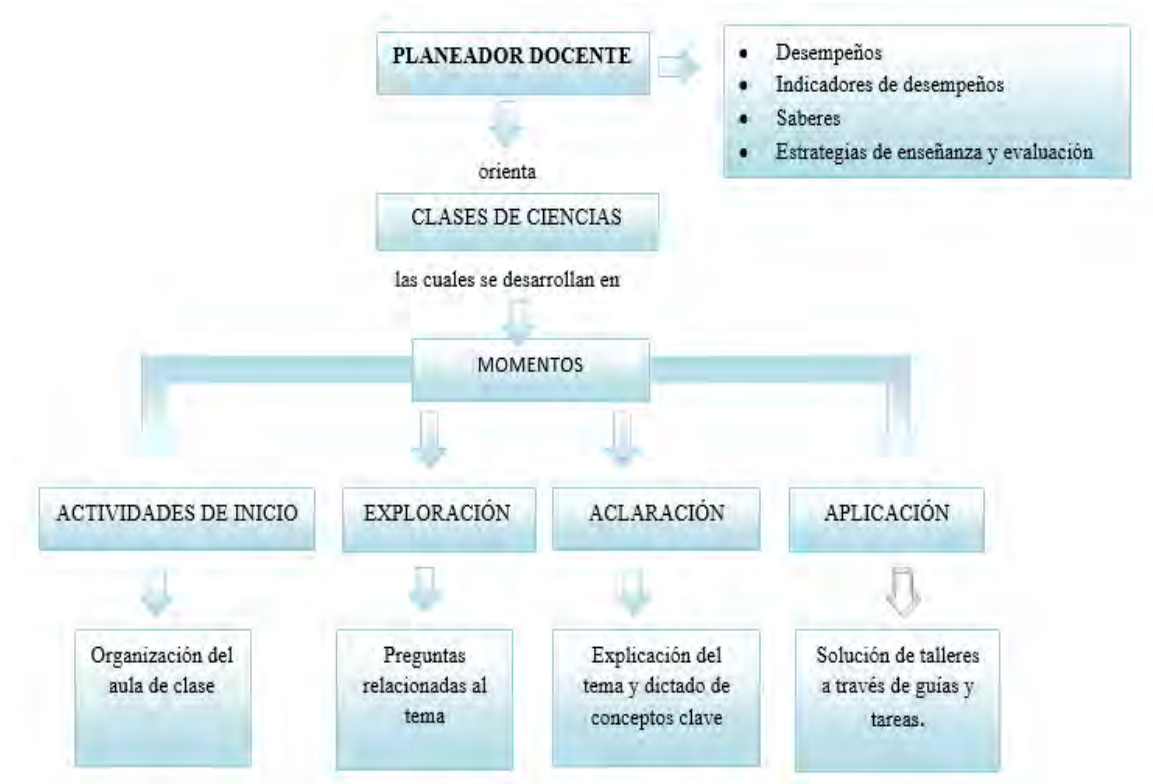 PLANEADOR DOCENTE
• Desempeños
• Indicadores de desempeños
• Saberes
• Estrategias de enseñanza y evaluación
orienta
CLASES DE CIENCIAS
las cuales se desarrollan en
MOMENTOS
ACTIVIDADES DE INICIO
EXPLORACIÓN
ACLARACIÓN
APLICACIÓN
Organización del
aula de clase
Preguntas
relacionadas al
tema
Explicación del
tema y dictado de
conceptos clave
Solución de talleres
a través de guías y
tareas.